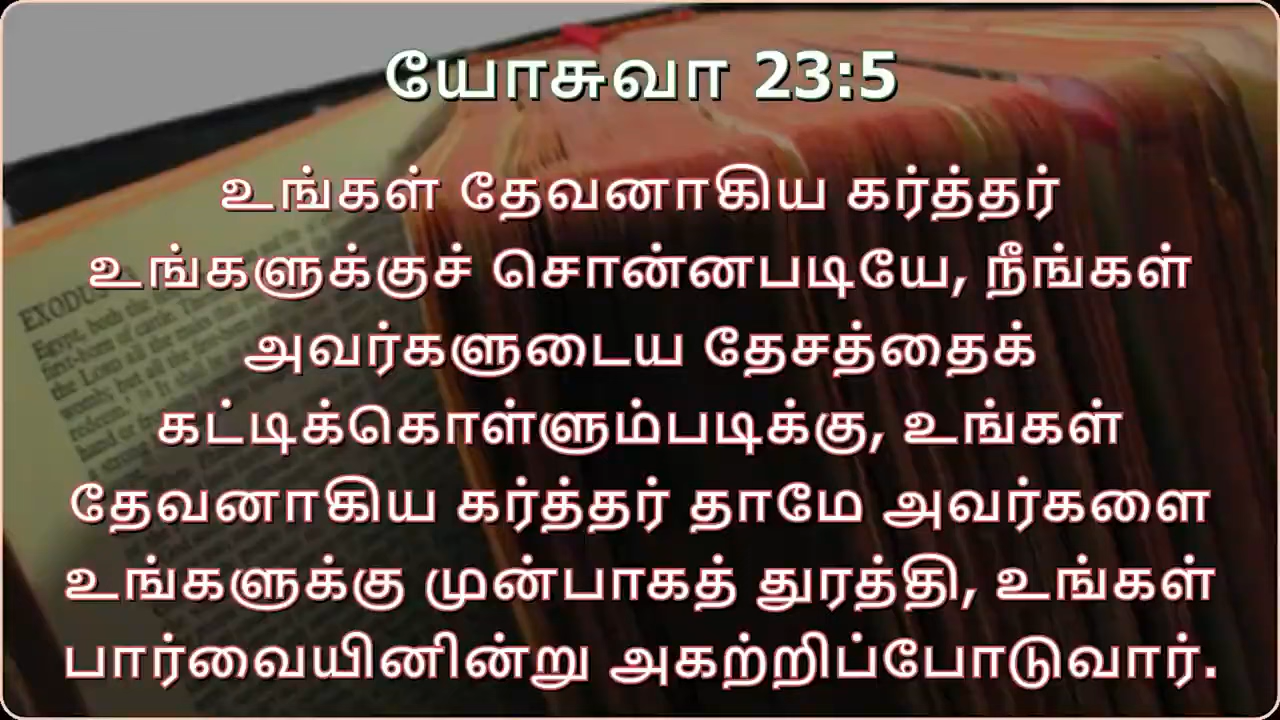 யோசுவா 23:5
உங்கள் தேவனாகிய கர்த்தர்
உங்களுக்குச் சொன்னபடியே, நீங்கள்
அவர்களுடைய தேசத்தைக்
கட்டிக்கொள்ளும்படிக்கு, உங்கள்
தேவனாகிய கர்த்தர் தாமே அவர்களை
உங்களுக்கு முன்பாகத் துரத்தி, உங்கள்
பார்வையினின்று அகற்றிப்போடுவார்.
EXODUS